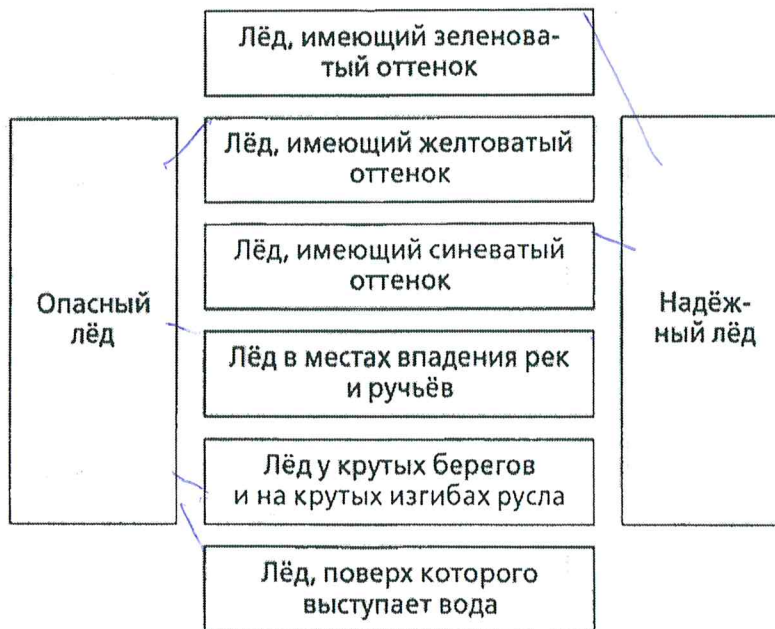 Лёд, имеющий зеленова-
тый оттенок
Лёд, имеющий желтоватый
оттенок
Лёд, имеющий синеватый
оттенок
Опасный
лёд
Надёж-
ный лёд
Лёд в местах впадения рек
и ручьёв
Лёд у крутых берегов
и на крутых изгибах русла
Лёд, поверх которого
выступает вода